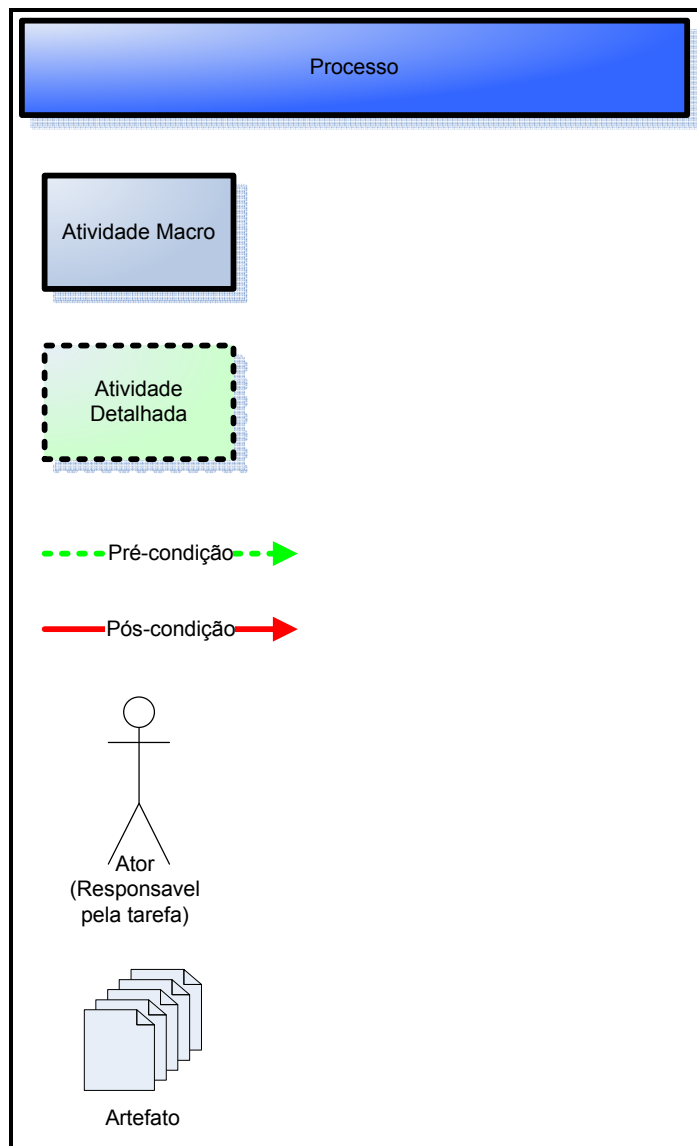 Processo
Atividade Macro
Atividade
Detalhada
Pré-condição
Pós-condição
Ator
(Responsavel
pela tarefa)
Artefato